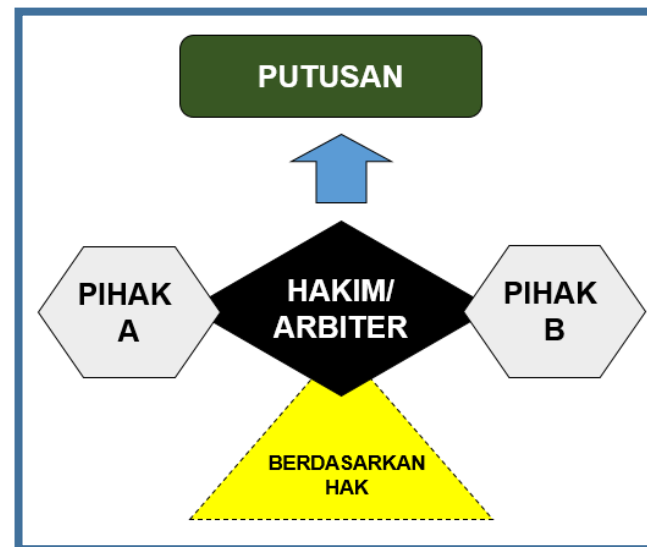 PUTUSAN
PIHAK
A
HAKIM/
ARBITER
PIHAK
B
BERDASARKAN
HAK